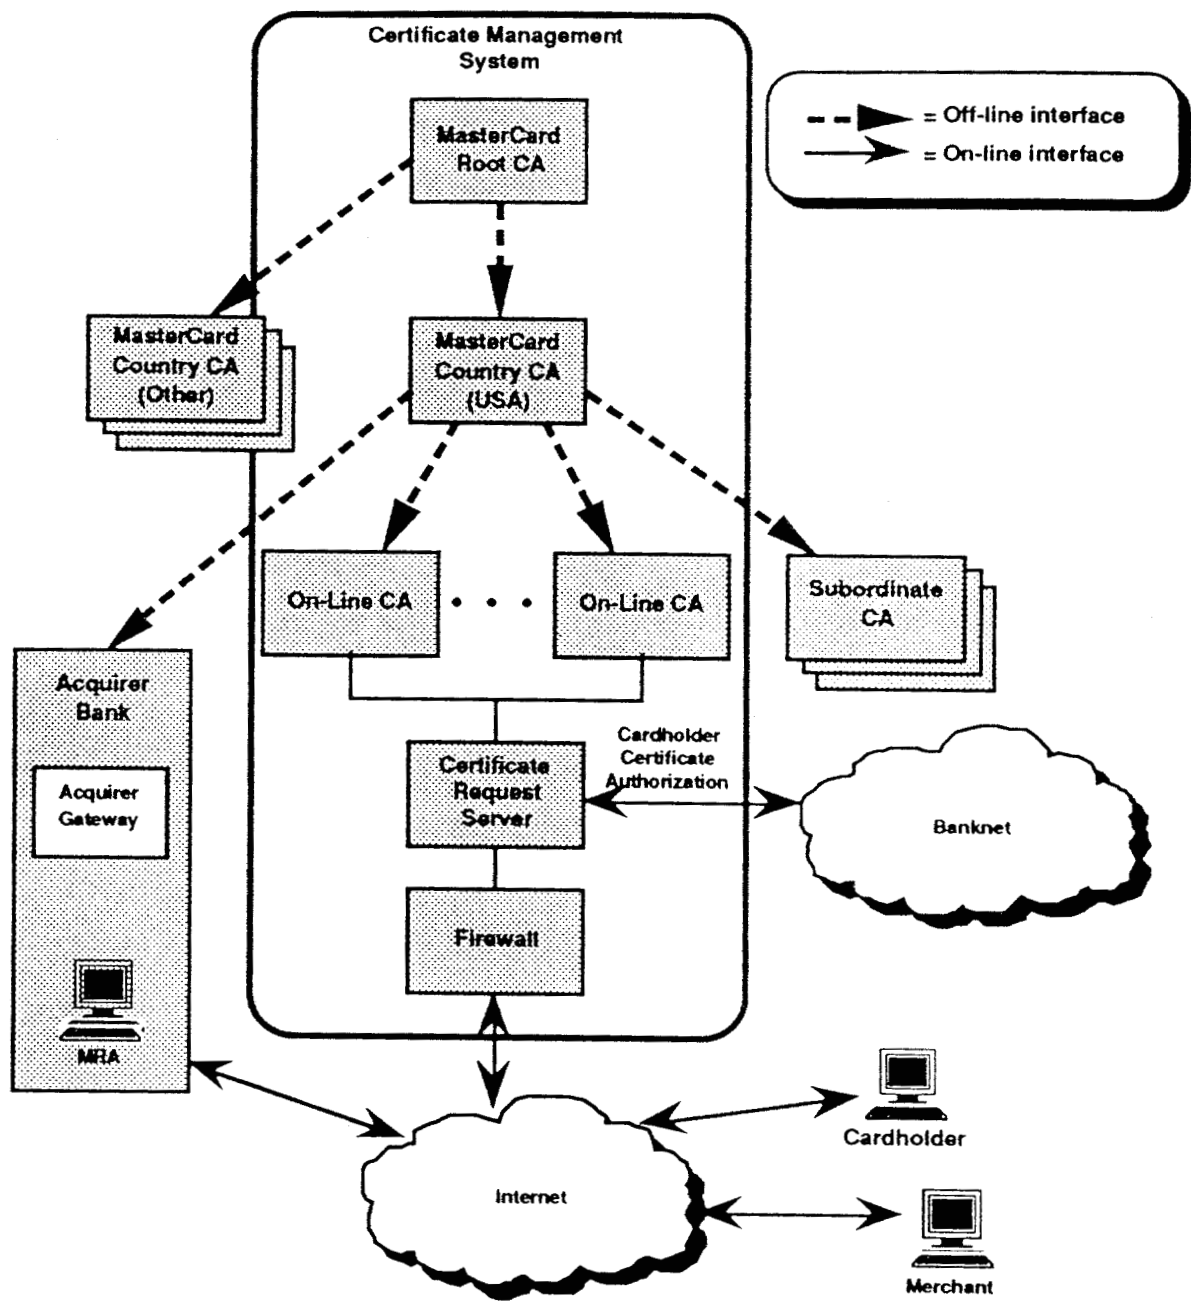 Certificate Management
System
= Off-line interface
= On-line interface
MasterCard
Root CA
MasterCard
Country CA
(Other)
MasterCard
Country CA
(USA)
On-Line CA
On-Line CA
Subordinate
CA
Acquirer
Bank
Acquirer
Gateway
MRA
Certificate
Request
Server
Cardholder
Certificate
Authorization
Banknet
Firewall
Internet
Cardholder
Merchant